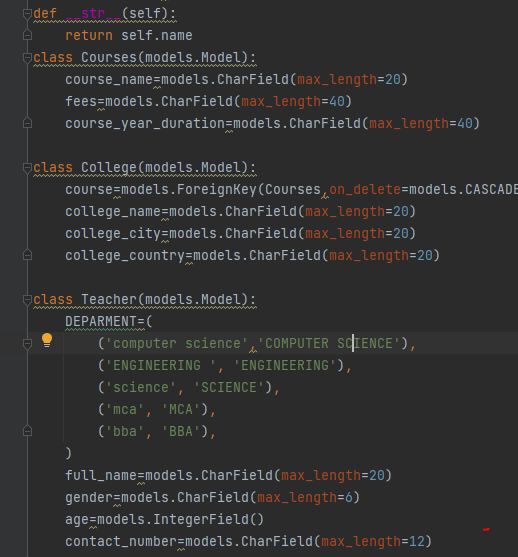 def __str__(self):
    return self.name
class Courses(models.Model):
    course_name=models.CharField(max_length=20)
    fees=models.CharField(max_length=40)
    course_year_duration=models.CharField(max_length=40)
class College(models.Model):
    course=models.ForeignKey(Courses,on_delete=models.CASCADE
    college_name=models.CharField(max_length=20)
    college_city=models.CharField(max_length=20)
    college_country=models.CharField(max_length=20)
class Teacher(models.Model):
    DEPARMENT=(
        ('computer science','COMPUTER SCIENCE'),
        ('ENGINEERING ', 'ENGINEERING'),
        ('science', 'SCIENCE'),
        ('mca', 'MCA'),
        ('bba', 'BBA'),
    )
    full_name=models.CharField(max_length=20)
    gender=models.CharField(max_length=6)
    age=models.IntegerField()
    contact_number=models.CharField(max_length=12)